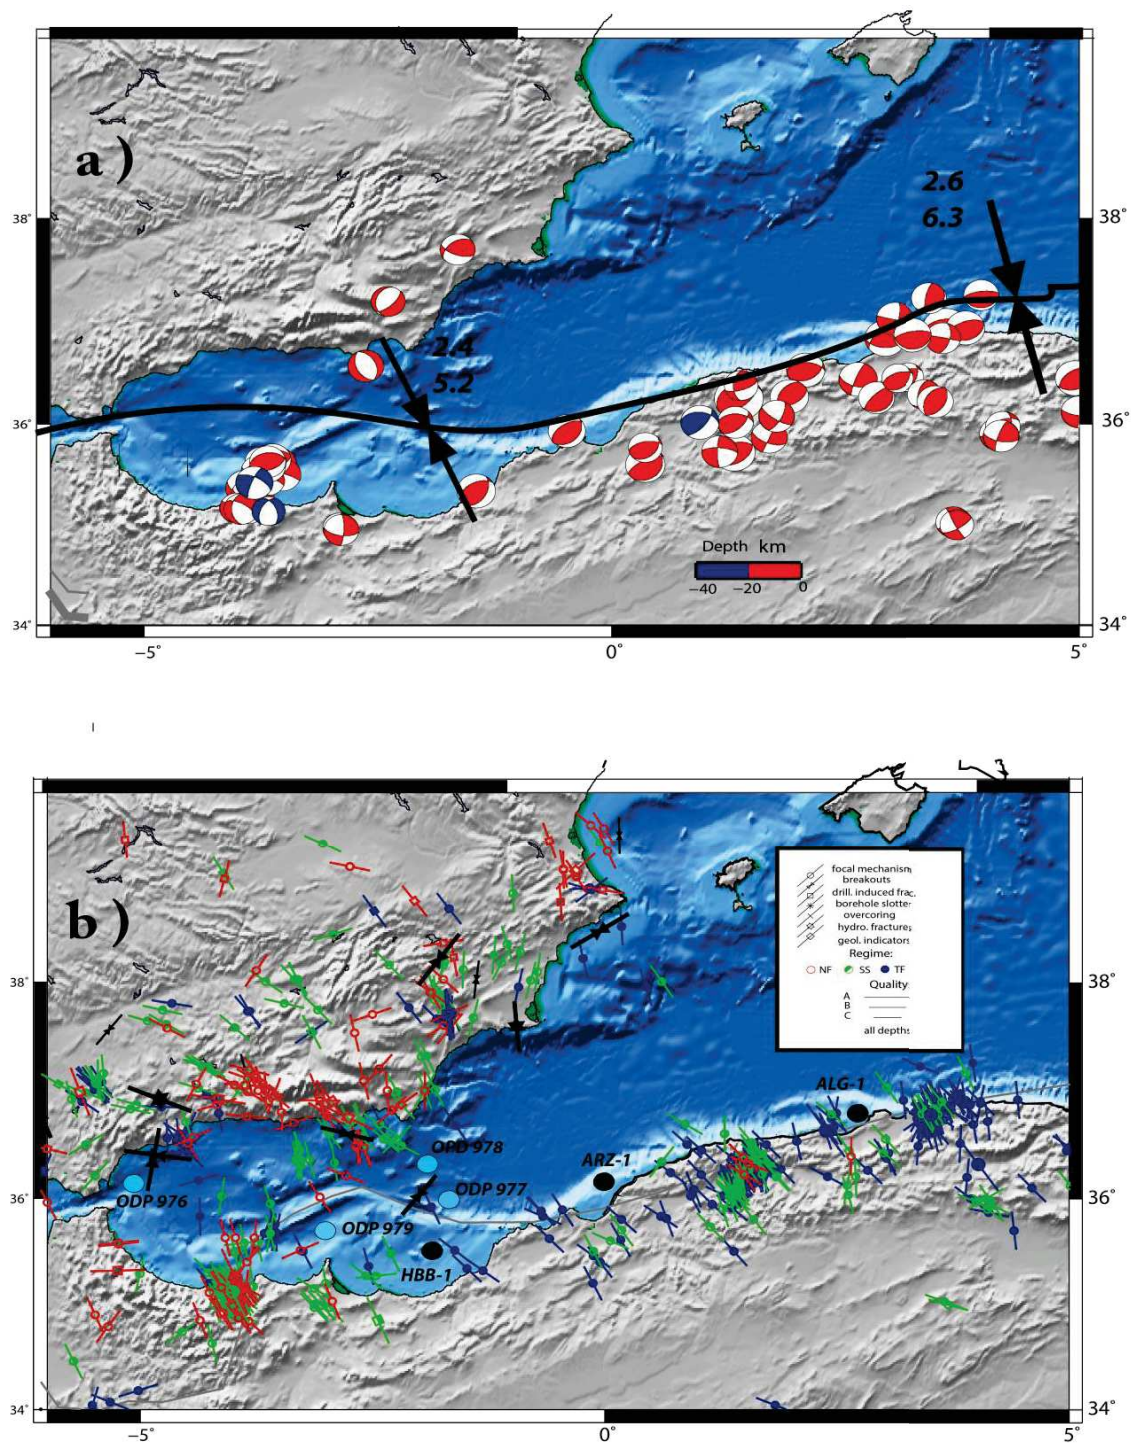 a )
2.6
6.3
38°
38°
2.4
5.2
36°
36°
Depth km
−40 −20 0
34°
34°
−5° 0° 5°
b )
focal mechanism
breakouts
drill. induced frac.
borehole slotter
overcoring
hydro. fractures
geol. indicators
Regime:
NF SS TF
Quality:
A
B
C
all depths
38°
38°
ALG-1
OPD 978
ARZ-1
ODP 976
ODP 977
36°
36°
ODP 979
HBB-1
34°
34°
−5° 0° 5°